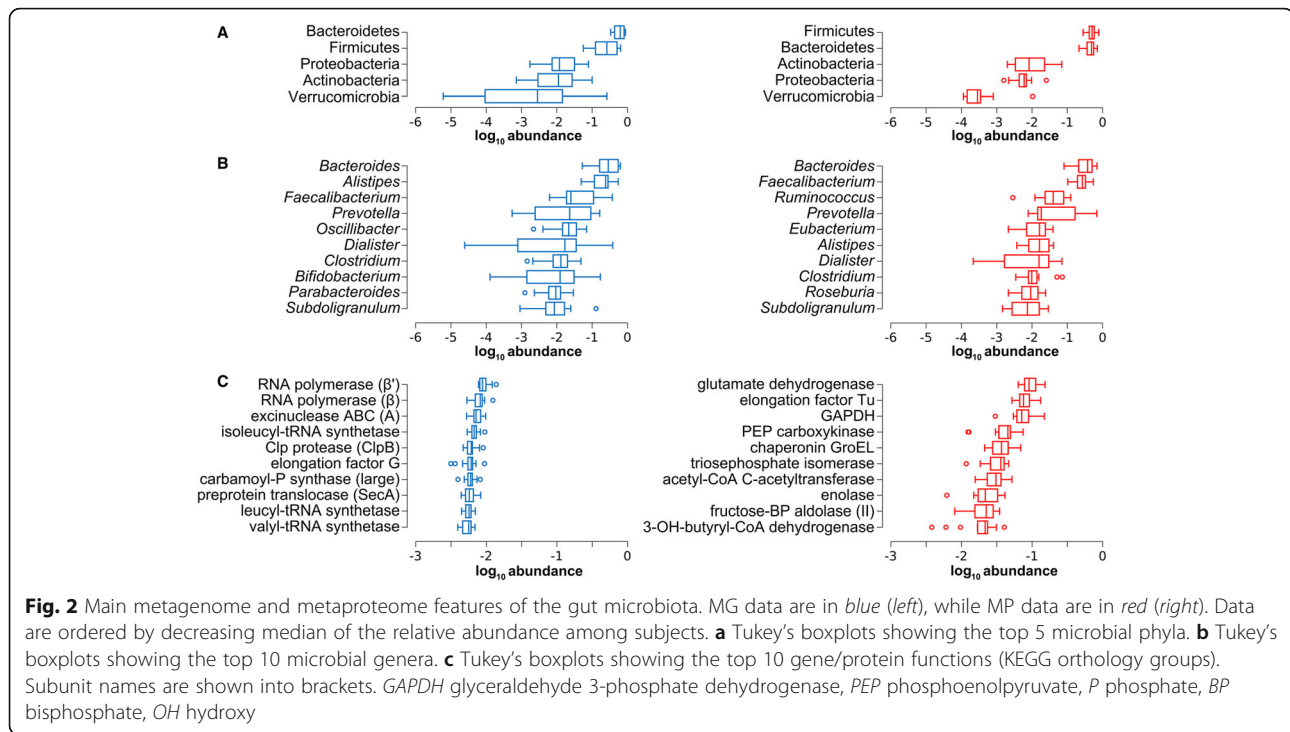 A
Bacteroidetes
Firmicutes
Proteobacteria
Actinobacteria
Verrucomicrobia
-6 -5 -4 -3 -2 -1 0
log10 abundance
Firmicutes
Bacteroidetes
Actinobacteria
Proteobacteria
Verrucomicrobia
-6 -5 -4 -3 -2 -1 0
log10 abundance
B
Bacteroides
Alistipes
Faecalibacterium
Prevotella
Oscillibacter
Dialister
Clostridium
Bifidobacterium
Parabacteroides
Subdoligranulum
-6 -5 -4 -3 -2 -1 0
log10 abundance
Bacteroides
Faecalibacterium
Ruminococcus
Prevotella
Eubacterium
Alistipes
Dialister
Clostridium
Roseburia
Subdoligranulum
-6 -5 -4 -3 -2 -1 0
log10 abundance
C
RNA polymerase (β')
RNA polymerase (β)
excinuclease ABC (A)
isoleucyl-tRNA synthetase
Clp protease (ClpB)
elongation factor G
carbamoyl-P synthase (large)
preprotein translocase (SecA)
leucyl-tRNA synthetase
valyl-tRNA synthetase
-3 -2 -1 0
log10 abundance
glutamate dehydrogenase
elongation factor Tu
GAPDH
PEP carboxykinase
chaperonin GroEL
triosephosphate isomerase
acetyl-CoA C-acetyltransferase
enolase
fructose-BP aldolase (II)
3-OH-butyryl-CoA dehydrogenase
-3 -2 -1 0
log10 abundance
Fig. 2 Main metagenome and metaproteome features of the gut microbiota. MG data are in blue (left), while MP data are in red (right). Data
are ordered by decreasing median of the relative abundance among subjects. a Tukey's boxplots showing the top 5 microbial phyla. b Tukey's
boxplots showing the top 10 microbial genera. c Tukey's boxplots showing the top 10 gene/protein functions (KEGG orthology groups).
Subunit names are shown into brackets. GAPDH glyceraldehyde 3-phosphate dehydrogenase, PEP phosphoenolpyruvate, P phosphate, BP
bisphosphate, OH hydroxy